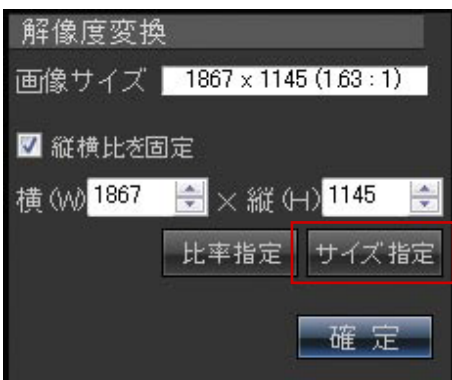 解像度変換
画像サイズ 1867 x 1145 (1.63 : 1)
縦横比を固定
横(W) 1867 × 縦(H) 1145
比率指定 サイズ指定
確 定